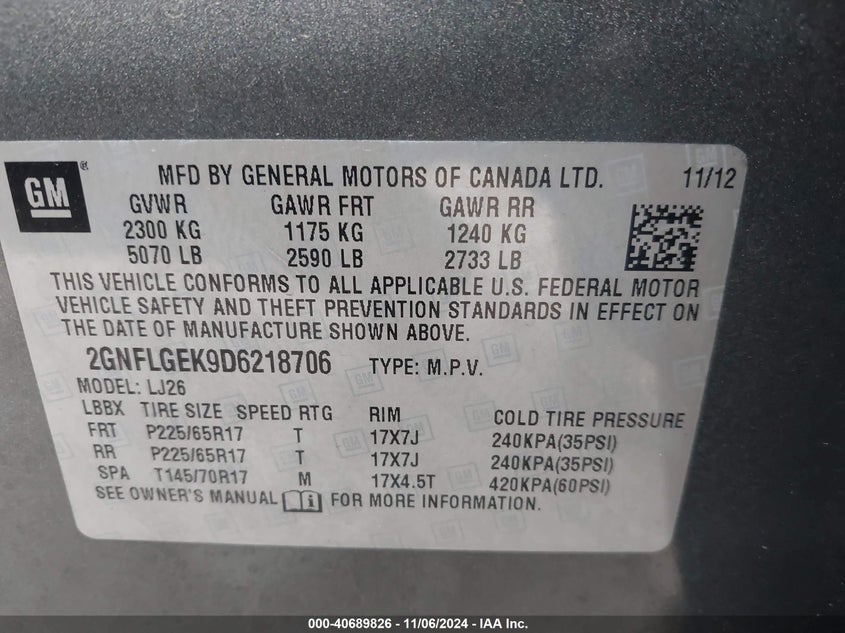 GM ®
MFD BY GENERAL MOTORS OF CANADA LTD. 11/12
GVWR GAWR FRT GAWR RR
2300 KG 1175 KG 1240 KG
5070 LB 2590 LB 2733 LB
THIS VEHICLE CONFORMS TO ALL APPLICABLE U.S. FEDERAL MOTOR
VEHICLE SAFETY AND THEFT PREVENTION STANDARDS IN EFFECT ON
THE DATE OF MANUFACTURE SHOWN ABOVE.
2GNFLGEK9D6218706 TYPE: M.P.V.
MODEL: LJ26
LBBX TIRE SIZE SPEED RTG RIM COLD TIRE PRESSURE
FRT P225/65R17 T 17X7J 240KPA(35PSI)
RR P225/65R17 T 17X7J 240KPA(35PSI)
SPA T145/70R17 M 17X4.5T 420KPA(60PSI)
SEE OWNER'S MANUAL i FOR MORE INFORMATION.
000-40689826 - 11/06/2024 - IAA Inc.